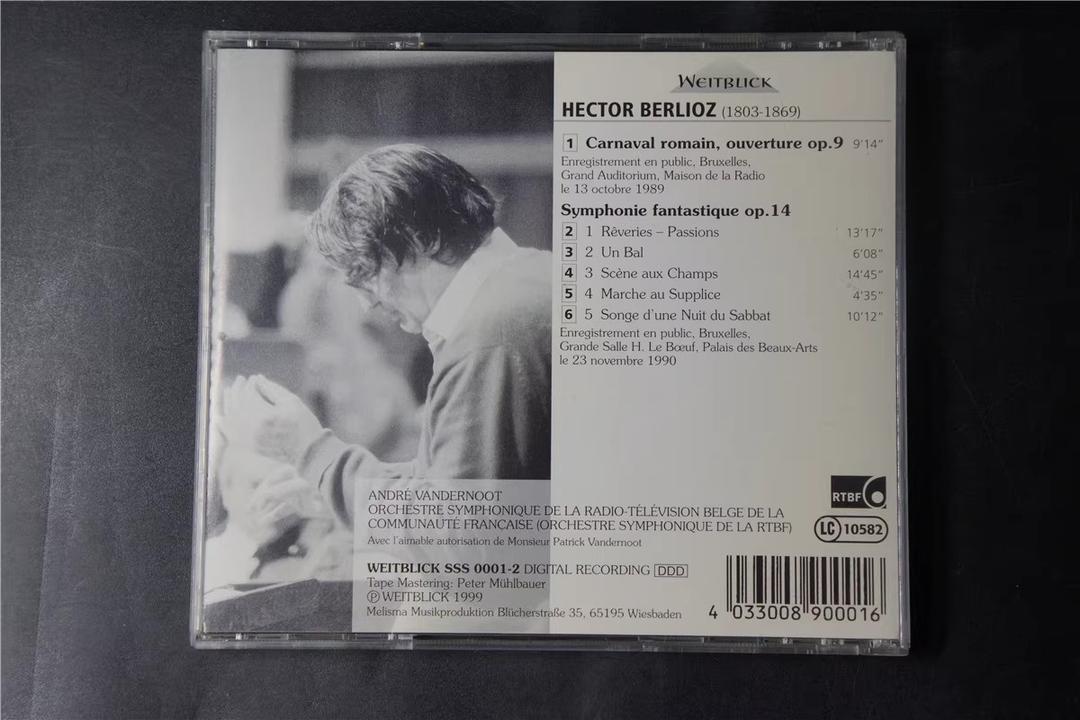 WEITBLICK
HECTOR BERLIOZ (1803-1869)
1 Carnaval romain, ouverture op.9 9'14"
Enregistrement en public, Bruxelles,
Grand Auditorium, Maison de la Radio
le 13 octobre 1989
Symphonie fantastique op.14
2 1 Rêveries – Passions 13'17"
3 2 Un Bal 6'08"
4 3 Scène aux Champs 14'45"
5 4 Marche au Supplice 4'35"
6 5 Songe d'une Nuit du Sabbat 10'12"
Enregistrement en public, Bruxelles,
Grande Salle H. Le Bœuf, Palais des Beaux-Arts
le 23 novembre 1990
RTBF
LC 10582
ANDRÉ VANDERNOOT
ORCHESTRE SYMPHONIQUE DE LA RADIO-TÉLÉVISION BELGE DE LA
COMMUNAUTÉ FRANÇAISE (ORCHESTRE SYMPHONIQUE DE LA RTBF)
Avec l'aimable autorisation de Monsieur Patrick Vandernoot
WEITBLICK SSS 0001-2 DIGITAL RECORDING DDD
Tape Mastering: Peter Mühlbauer
℗ WEITBLICK 1999
Melisma Musikproduktion Blücherstraße 35, 65195 Wiesbaden
4 033008 900016